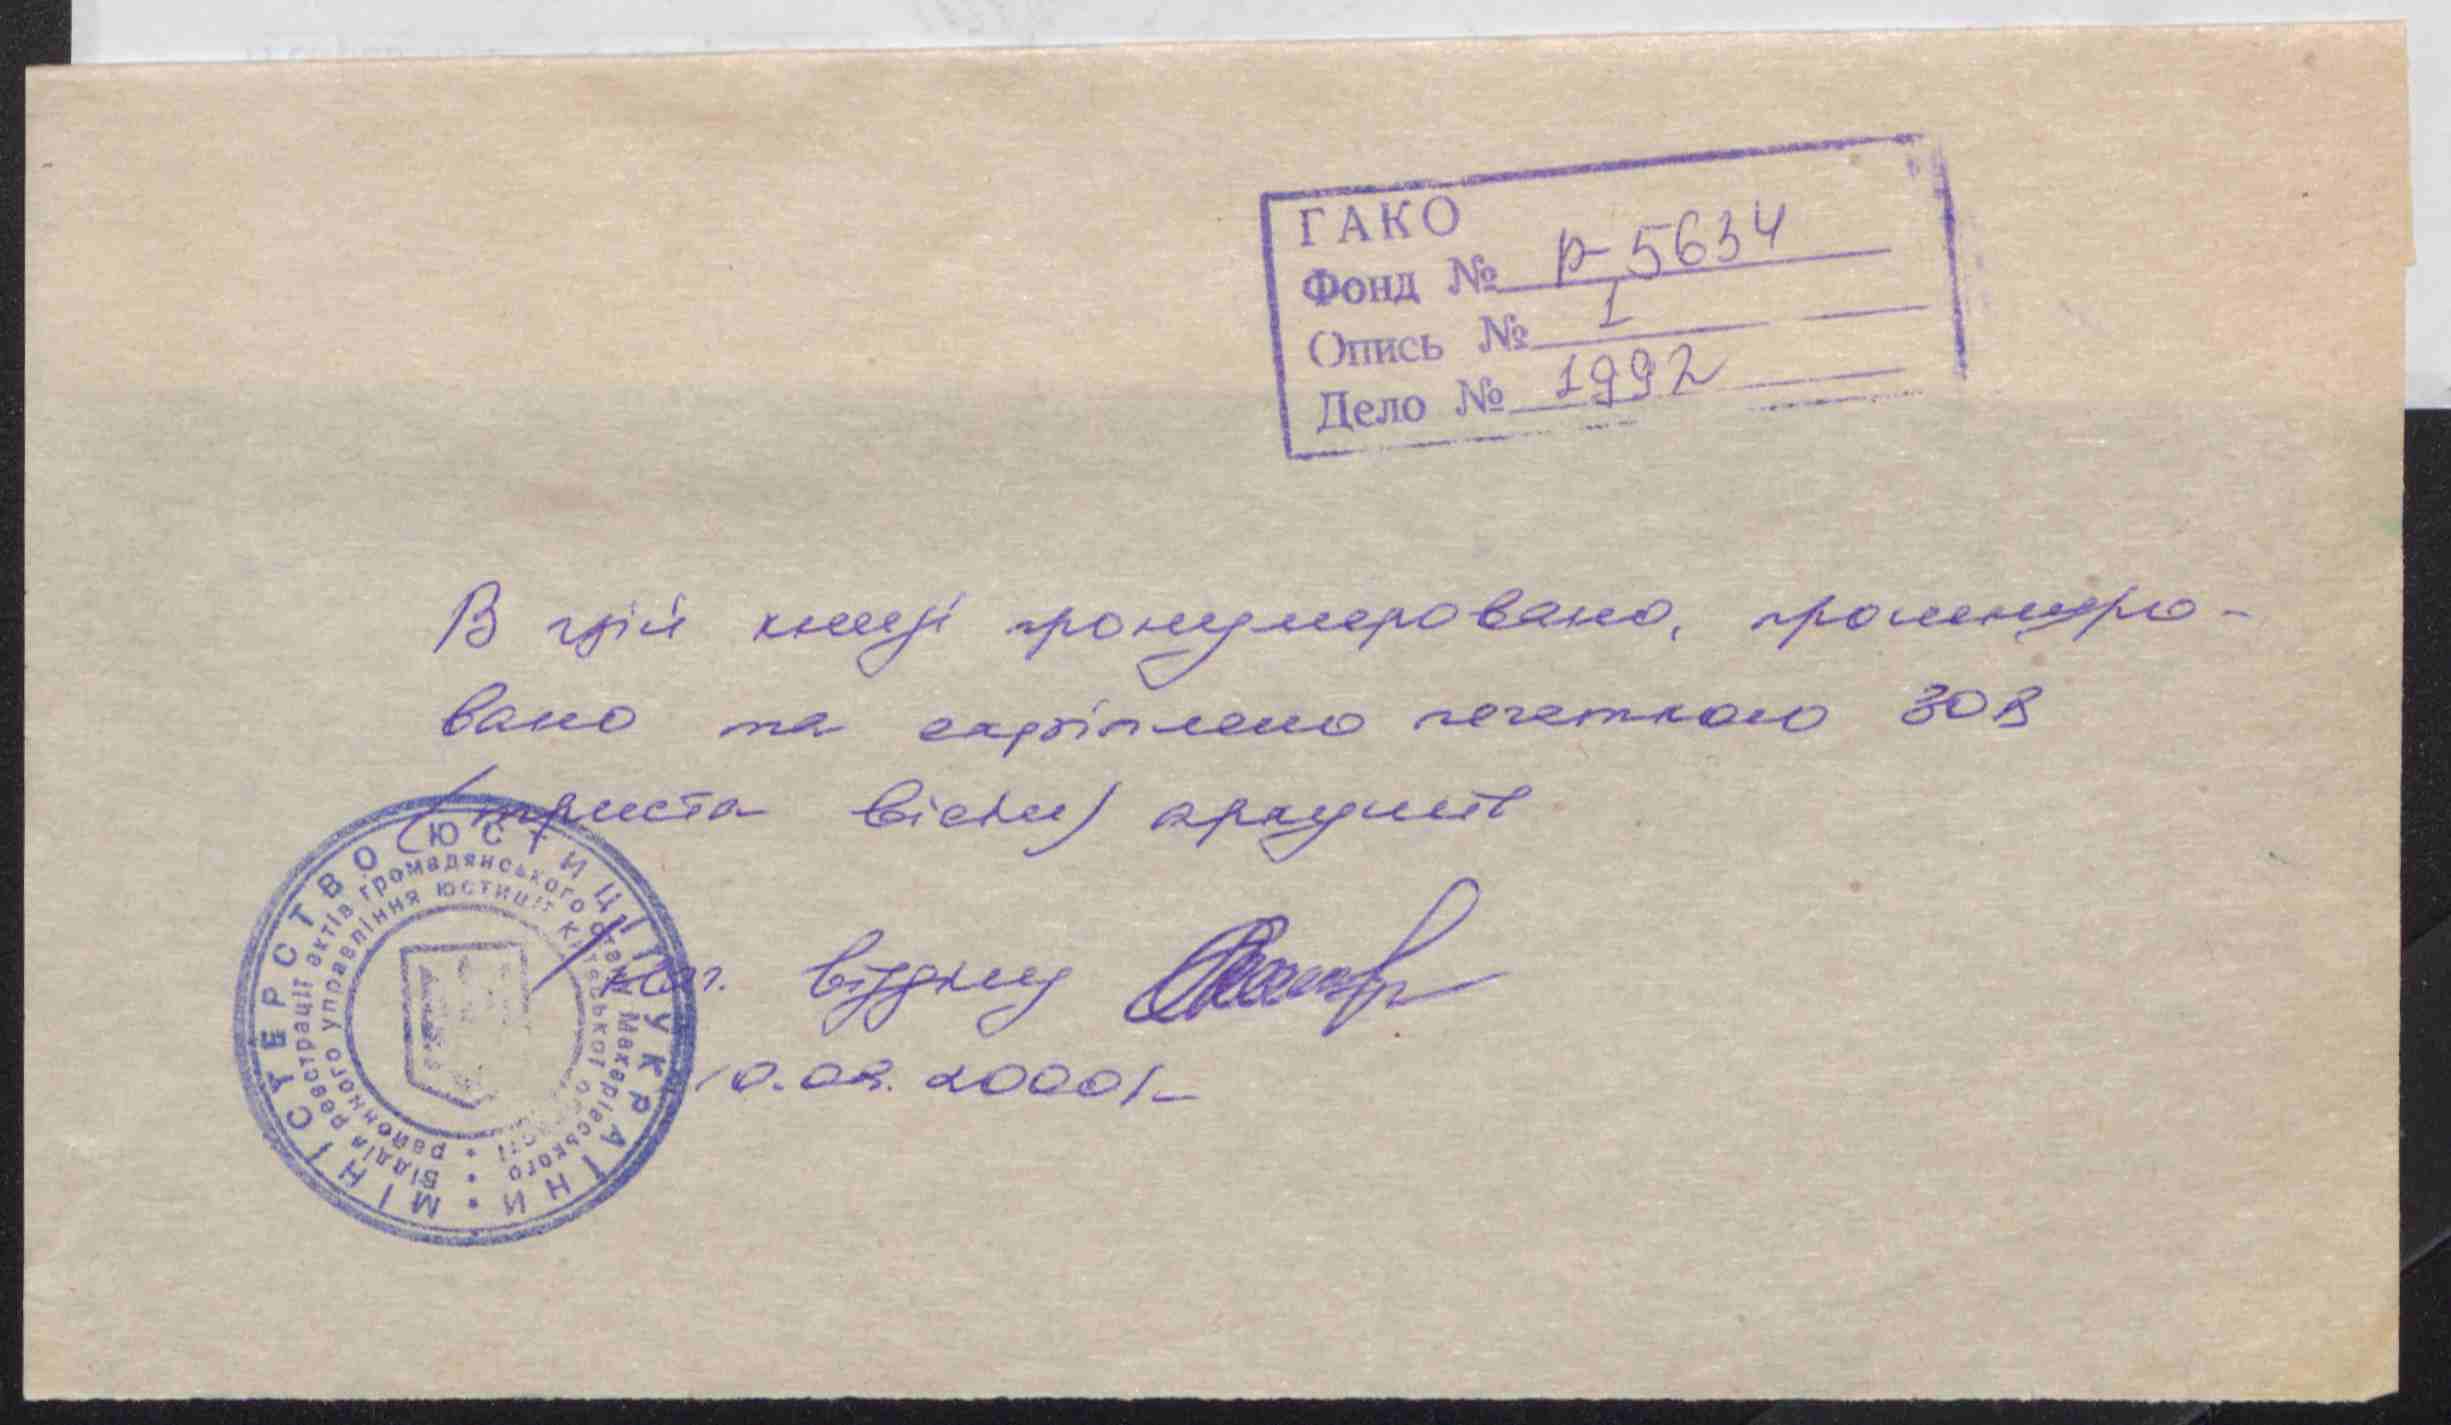 ГАКО
Фонд № Р-5634
Опись № 1
Дело № 1992
В цій книзі пронумеровано, прошнуро-
вано та скріплено печаткою 308
(триста вісім) аркушів
МІНІСТЕРСТВО ЮСТИЦІЇ УКРАЇНИ
Відділ реєстрації актів громадянського стану Макарівського
районного управління юстиції Київської області
Нач. відділу
10.03.2000 р.